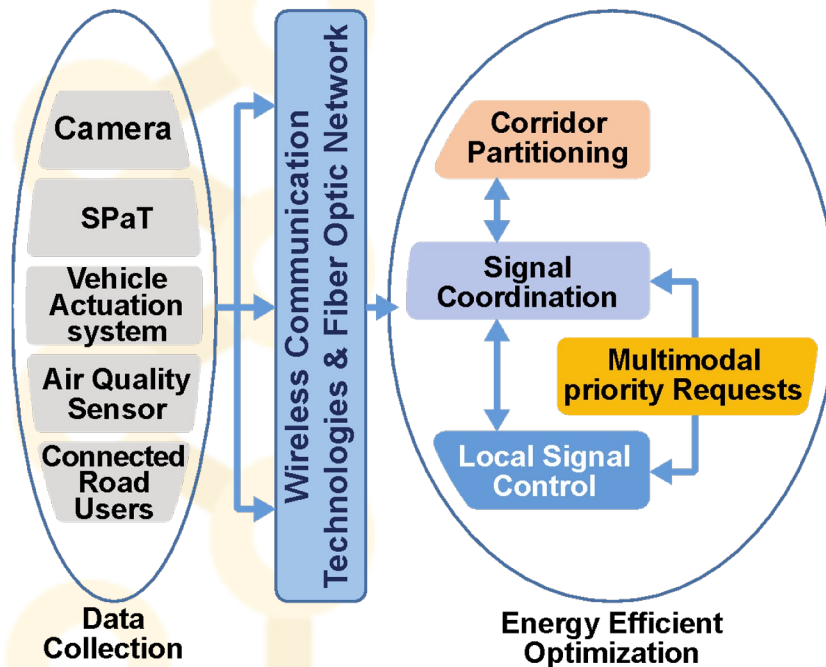 Camera
SPaT
Vehicle
Actuation
system
Air Quality
Sensor
Connected
Road
Users
Data
Collection
Wireless Communication
Technologies & Fiber Optic Network
Corridor
Partitioning
Signal
Coordination
Multimodal
priority Requests
Local Signal
Control
Energy Efficient
Optimization